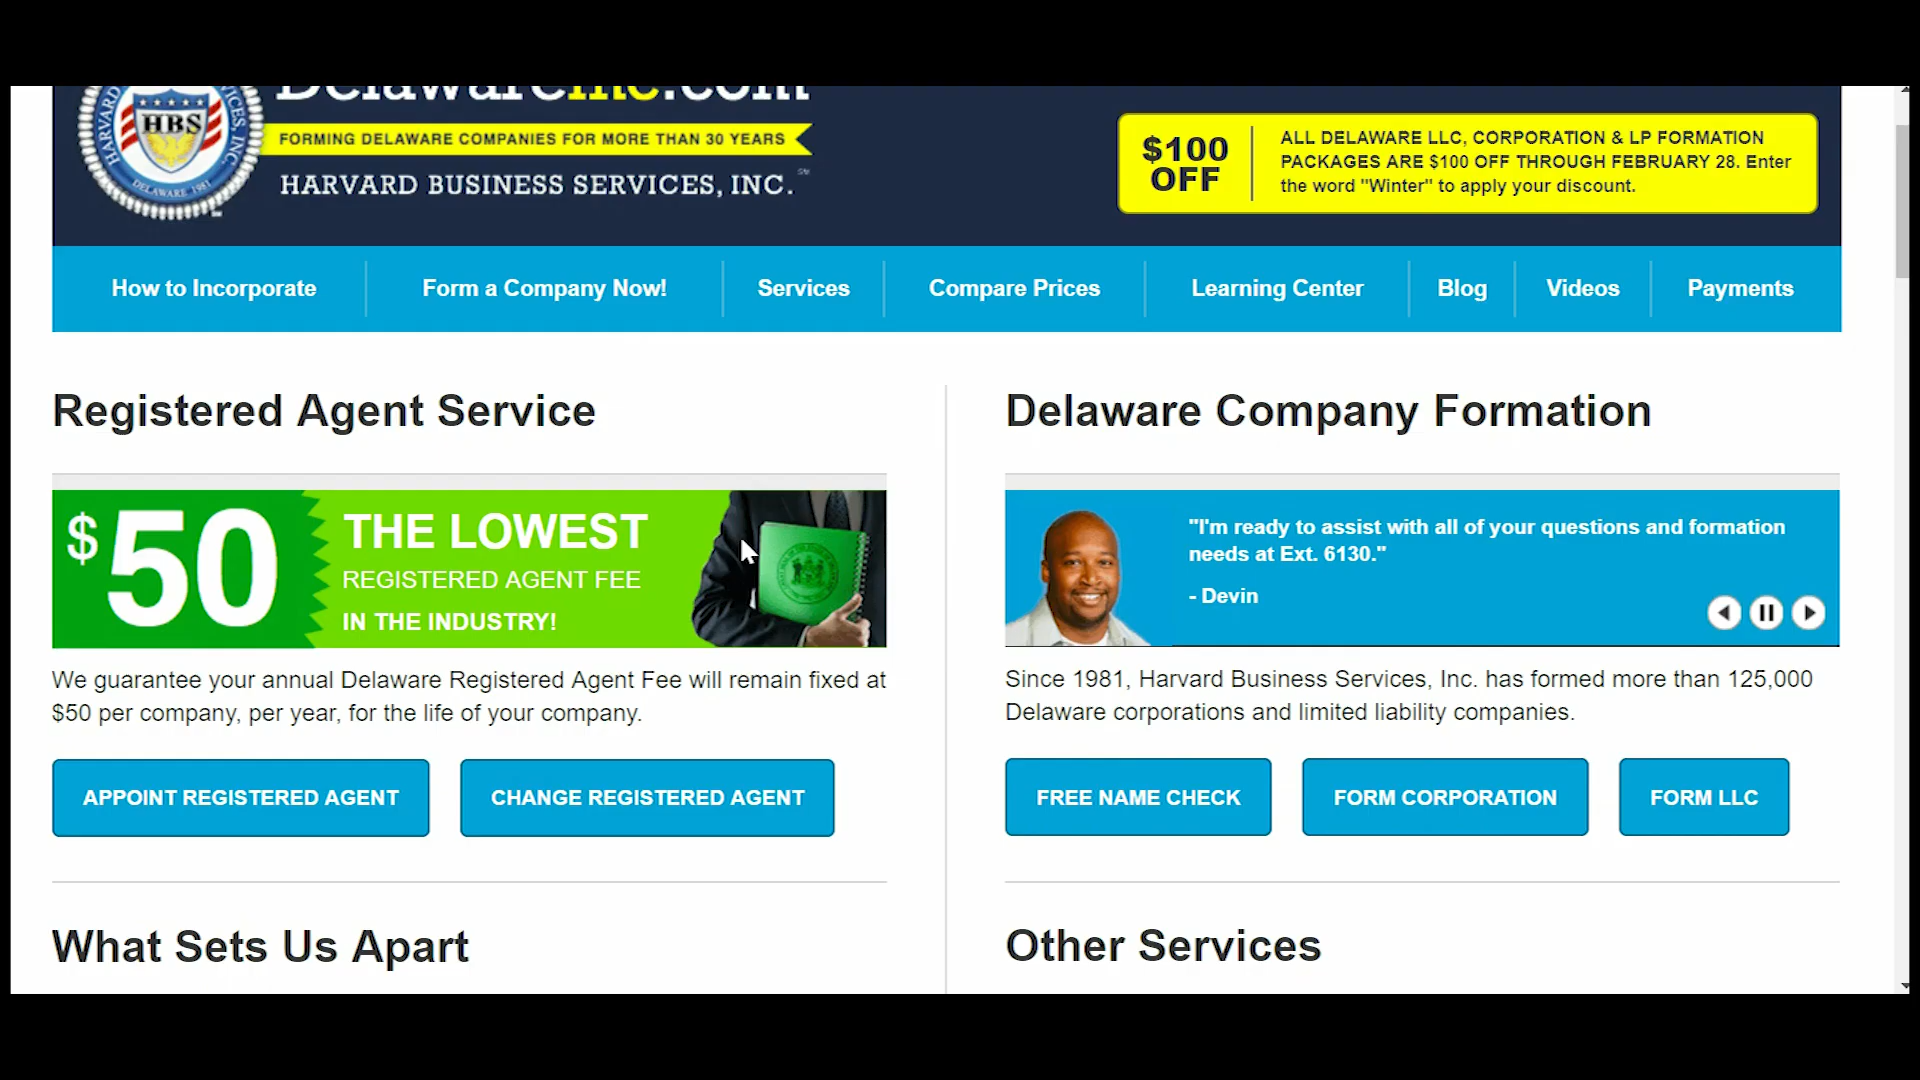 DelawareInc.com
HARVARD
HBS
DELAWARE 1981
FORMING DELAWARE COMPANIES FOR MORE THAN 30 YEARS
HARVARD BUSINESS SERVICES, INC. SM
$100
OFF
ALL DELAWARE LLC, CORPORATION & LP FORMATION
PACKAGES ARE $100 OFF THROUGH FEBRUARY 28. Enter
the word "Winter" to apply your discount.
How to Incorporate
Form a Company Now!
Services
Compare Prices
Learning Center
Blog
Videos
Payments
Registered Agent Service
$50
THE LOWEST
REGISTERED AGENT FEE
IN THE INDUSTRY!
We guarantee your annual Delaware Registered Agent Fee will remain fixed at
$50 per company, per year, for the life of your company.
APPOINT REGISTERED AGENT
CHANGE REGISTERED AGENT
What Sets Us Apart
Delaware Company Formation
"I'm ready to assist with all of your questions and formation
needs at Ext. 6130."
- Devin
Since 1981, Harvard Business Services, Inc. has formed more than 125,000
Delaware corporations and limited liability companies.
FREE NAME CHECK
FORM CORPORATION
FORM LLC
Other Services